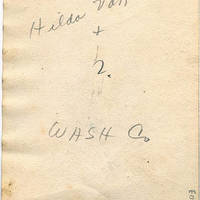 Hilda Van
+
2.
WASH Co